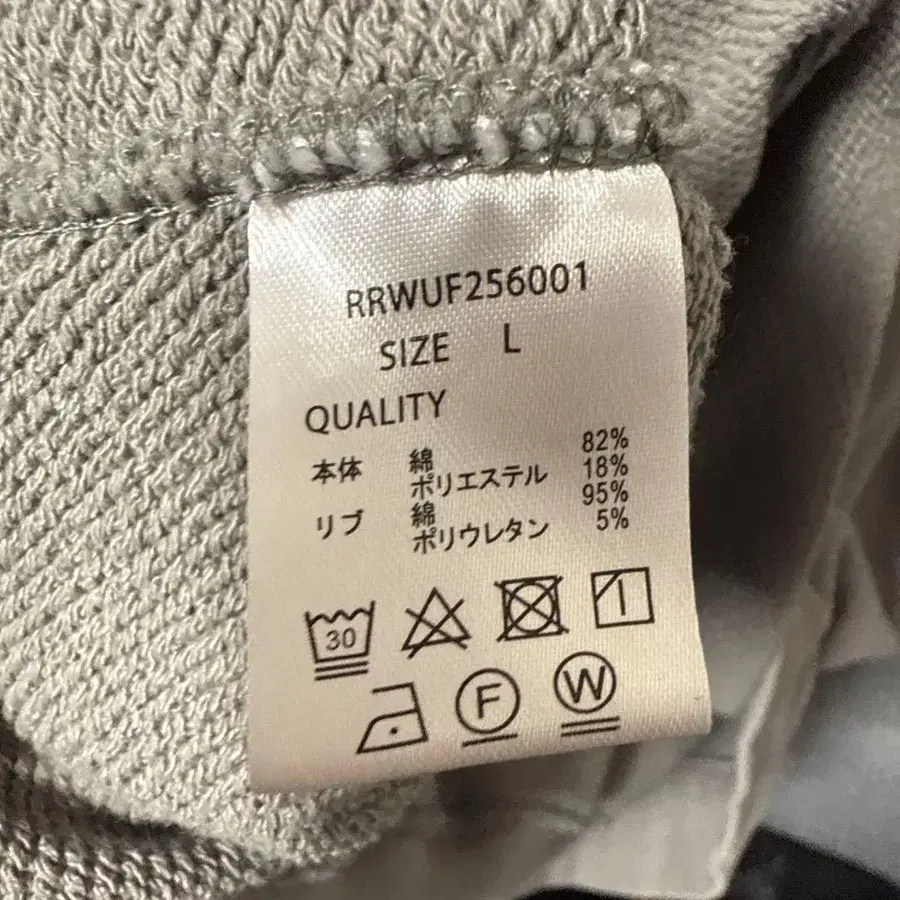 RRWUF256001
SIZE L
QUALITY
本体 綿 82%
ポリエステル 18%
リブ 綿 95%
ポリウレタン 5%
30
F W